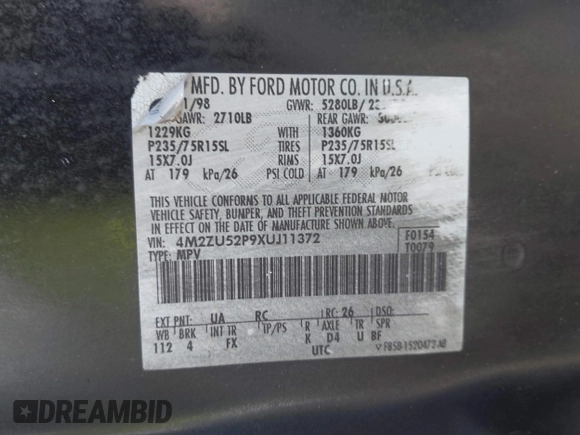 MFD. BY FORD MOTOR CO. IN U.S.A.
1/98 GVWR: 5280LB/
GAWR: 2710LB REAR GAWR:
1229KG WITH 1360KG
P235/75R15SL TIRES P235/75R15SL
15X7.0J RIMS 15X7.0J
AT 179 kPa/26 PSI COLD AT 179 kPa/26
THIS VEHICLE CONFORMS TO ALL APPLICABLE FEDERAL MOTOR
VEHICLE SAFETY, BUMPER, AND THEFT PREVENTION STANDARDS
IN EFFECT ON THE DATE OF MANUFACTURE SHOWN ABOVE.
VIN: 4M2ZU52P9XUJ11372 F0154
TYPE: MPV T0079
EXT PNT: UA RC RC: 26 DSO:
WB BRK INT TR TP/PS R AXLE TR SPR
112 4 FX K D4 U BF
UTC F85B-1520472-AB
DREAMBID